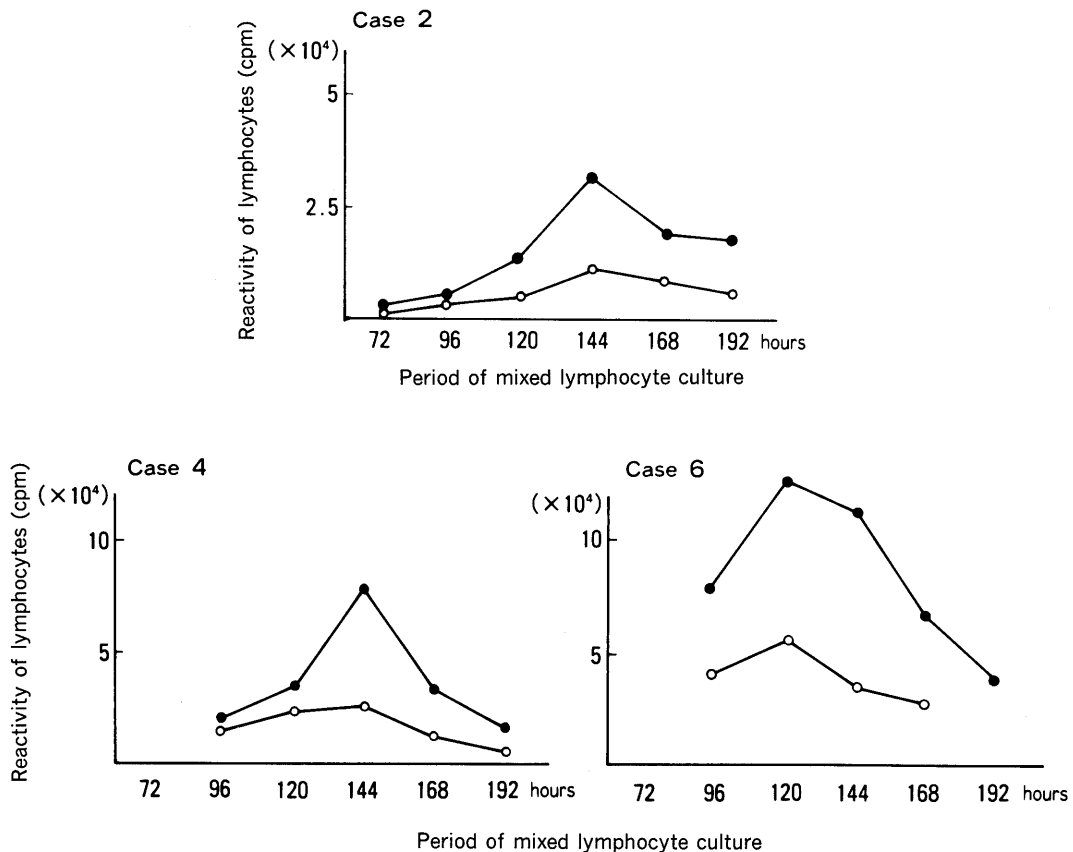 Case 2
(×10⁴)
Reactivity of lymphocytes (cpm)
5
2.5
72 96 120 144 168 192 hours
Period of mixed lymphocyte culture
Case 4
(×10⁴)
Reactivity of lymphocytes (cpm)
10
5
72 96 120 144 168 192 hours
Case 6
(×10⁴)
10
5
72 96 120 144 168 192 hours
Period of mixed lymphocyte culture